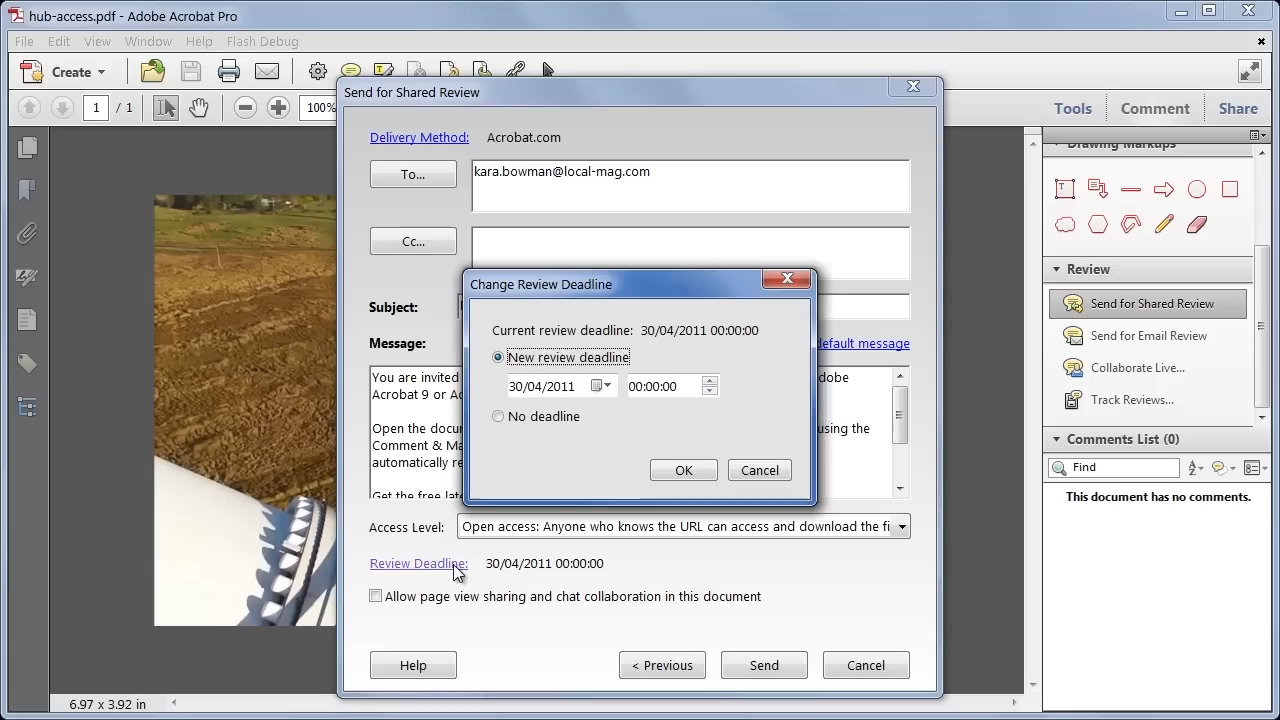 hub-access.pdf - Adobe Acrobat Pro
File Edit View Window Help Flash Debug
Create
1 / 1
100%
Tools Comment Share
Send for Shared Review
Delivery Method: Acrobat.com
To...
kara.bowman@local-mag.com
Cc...
Subject:
Message:
default message
You are invited
dobe
Acrobat 9 or Ac
Open the docum
using the
Comment & Ma
automatically re
Get the free late
Change Review Deadline
Current review deadline: 30/04/2011 00:00:00
New review deadline
30/04/2011 00:00:00
No deadline
OK Cancel
Access Level: Open access: Anyone who knows the URL can access and download the fi
Review Deadline: 30/04/2011 00:00:00
Allow page view sharing and chat collaboration in this document
Help < Previous Send Cancel
Drawing Markups
T T
Review
Send for Shared Review
Send for Email Review
Collaborate Live...
Track Reviews...
Comments List (0)
Find
This document has no comments.
6.97 x 3.92 in